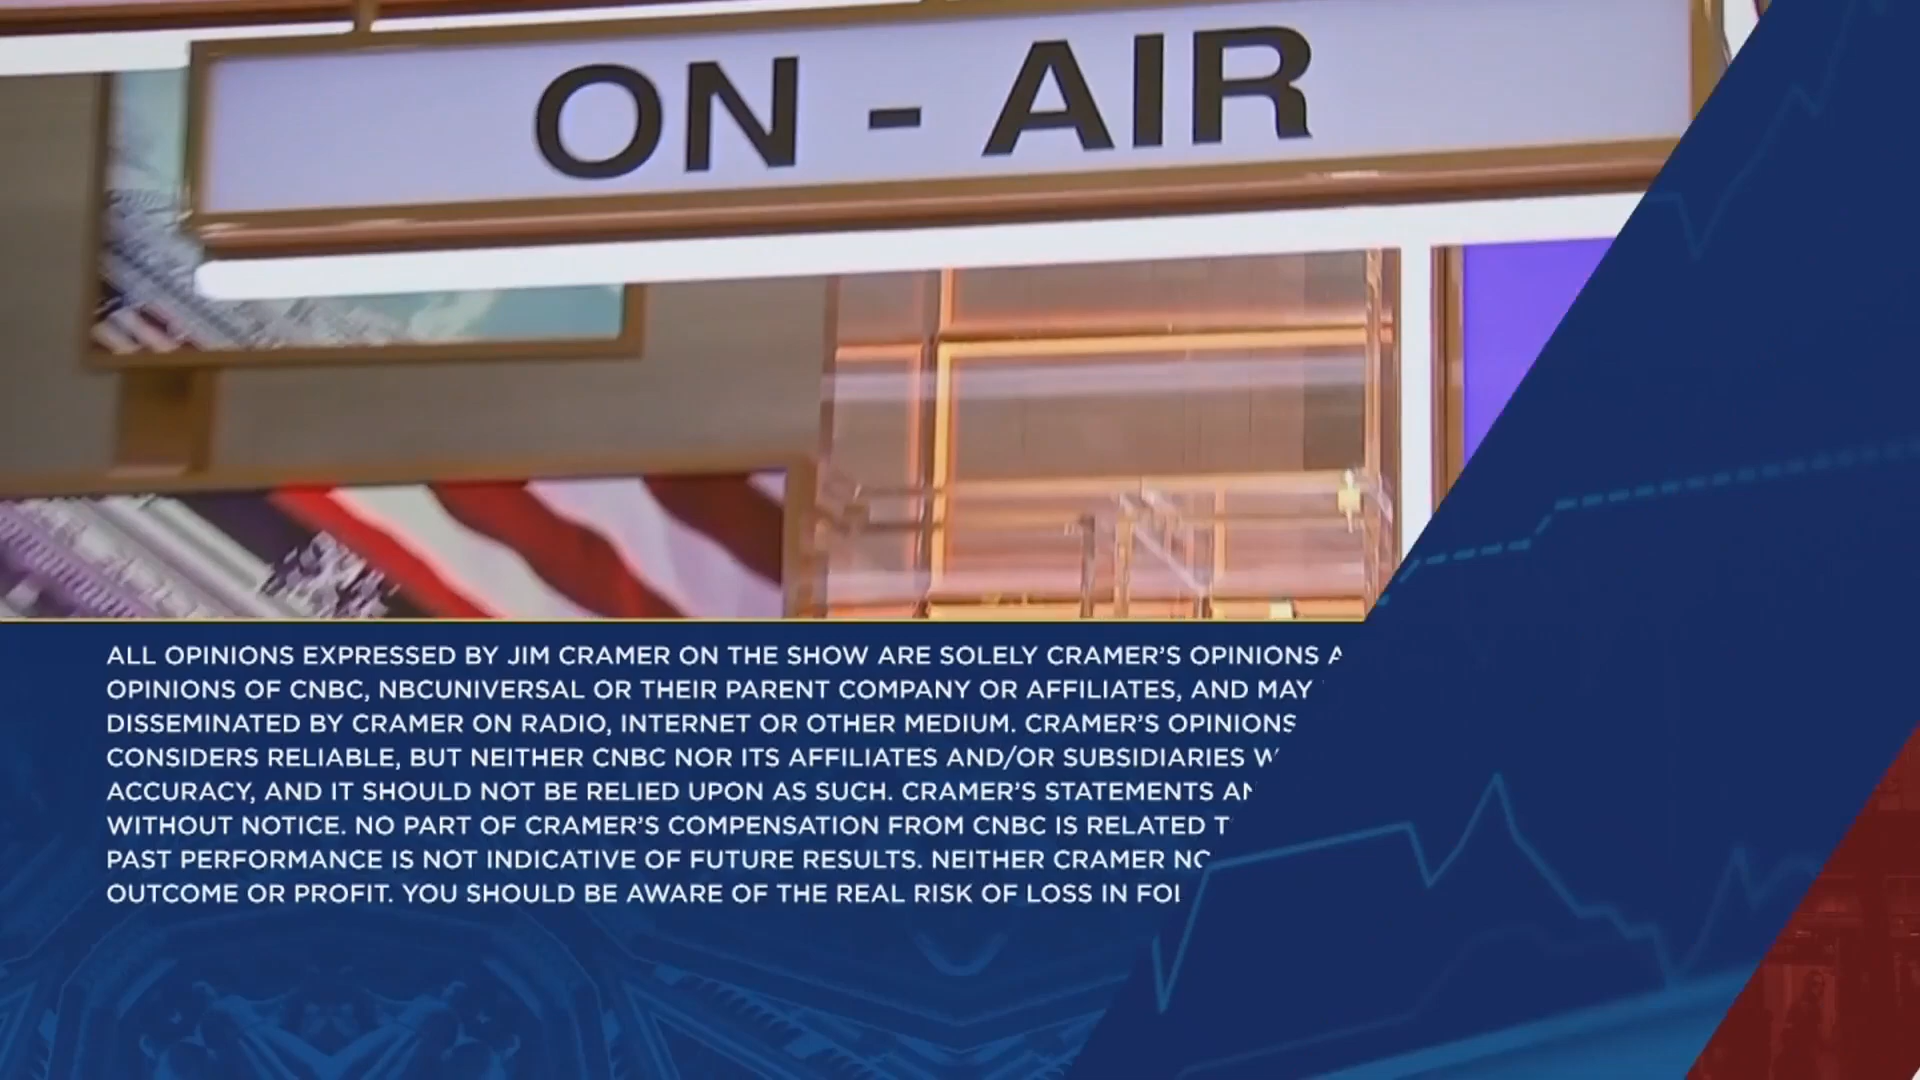 ON - AIR
ALL OPINIONS EXPRESSED BY JIM CRAMER ON THE SHOW ARE SOLELY CRAMER'S OPINIONS
OPINIONS OF CNBC, NBCUNIVERSAL OR THEIR PARENT COMPANY OR AFFILIATES, AND MAY
DISSEMINATED BY CRAMER ON RADIO, INTERNET OR OTHER MEDIUM. CRAMER'S OPINIONS
CONSIDERS RELIABLE, BUT NEITHER CNBC NOR ITS AFFILIATES AND/OR SUBSIDIARIES
ACCURACY, AND IT SHOULD NOT BE RELIED UPON AS SUCH. CRAMER'S STATEMENTS
WITHOUT NOTICE. NO PART OF CRAMER'S COMPENSATION FROM CNBC IS RELATED
PAST PERFORMANCE IS NOT INDICATIVE OF FUTURE RESULTS. NEITHER CRAMER
OUTCOME OR PROFIT. YOU SHOULD BE AWARE OF THE REAL RISK OF LOSS IN